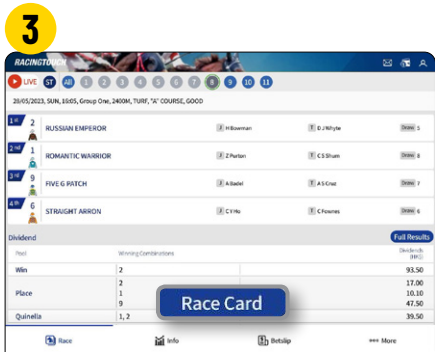 3
RACINGTOUCH
LIVE ST All 1 2 3 4 5 6 7 8 9 10 11
28/05/2023, SUN, 16:05, Group One, 2400M, TURF, "A" COURSE, GOOD
1st 2 RUSSIAN EMPEROR J H Bowman T D J Whyte Draw 5
2nd 1 ROMANTIC WARRIOR J Z Purton T C S Shum Draw 8
3rd 9 FIVE G PATCH J A Badel T A S Cruz Draw 7
4th 6 STRAIGHT ARRON J C Y Ho T C Fownes Draw 6
Dividend Full Results
Pool Winning Combinations Dividends (HK$)
Win 2 93.50
2 17.00
Place 1 10.10
9 47.50
Race Card
Quinella 1, 2 39.50
Race Info Betslip More